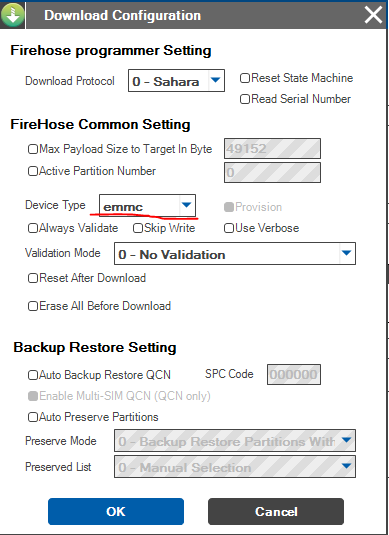 Download Configuration
Firehose programmer Setting
Download Protocol 0 - Sahara Reset State Machine
Read Serial Number
FireHose Common Setting
Max Payload Size to Target In Byte 49152
Active Partition Number 0
Device Type emmc Provision
Always Validate Skip Write Use Verbose
Validation Mode 0 - No Validation
Reset After Download
Erase All Before Download
Backup Restore Setting
Auto Backup Restore QCN SPC Code 000000
Enable Multi-SIM QCN (QCN only)
Auto Preserve Partitions
Preserve Mode 0 - Backup Restore Partitions With
Preserved List 0 - Manual Selection
OK Cancel